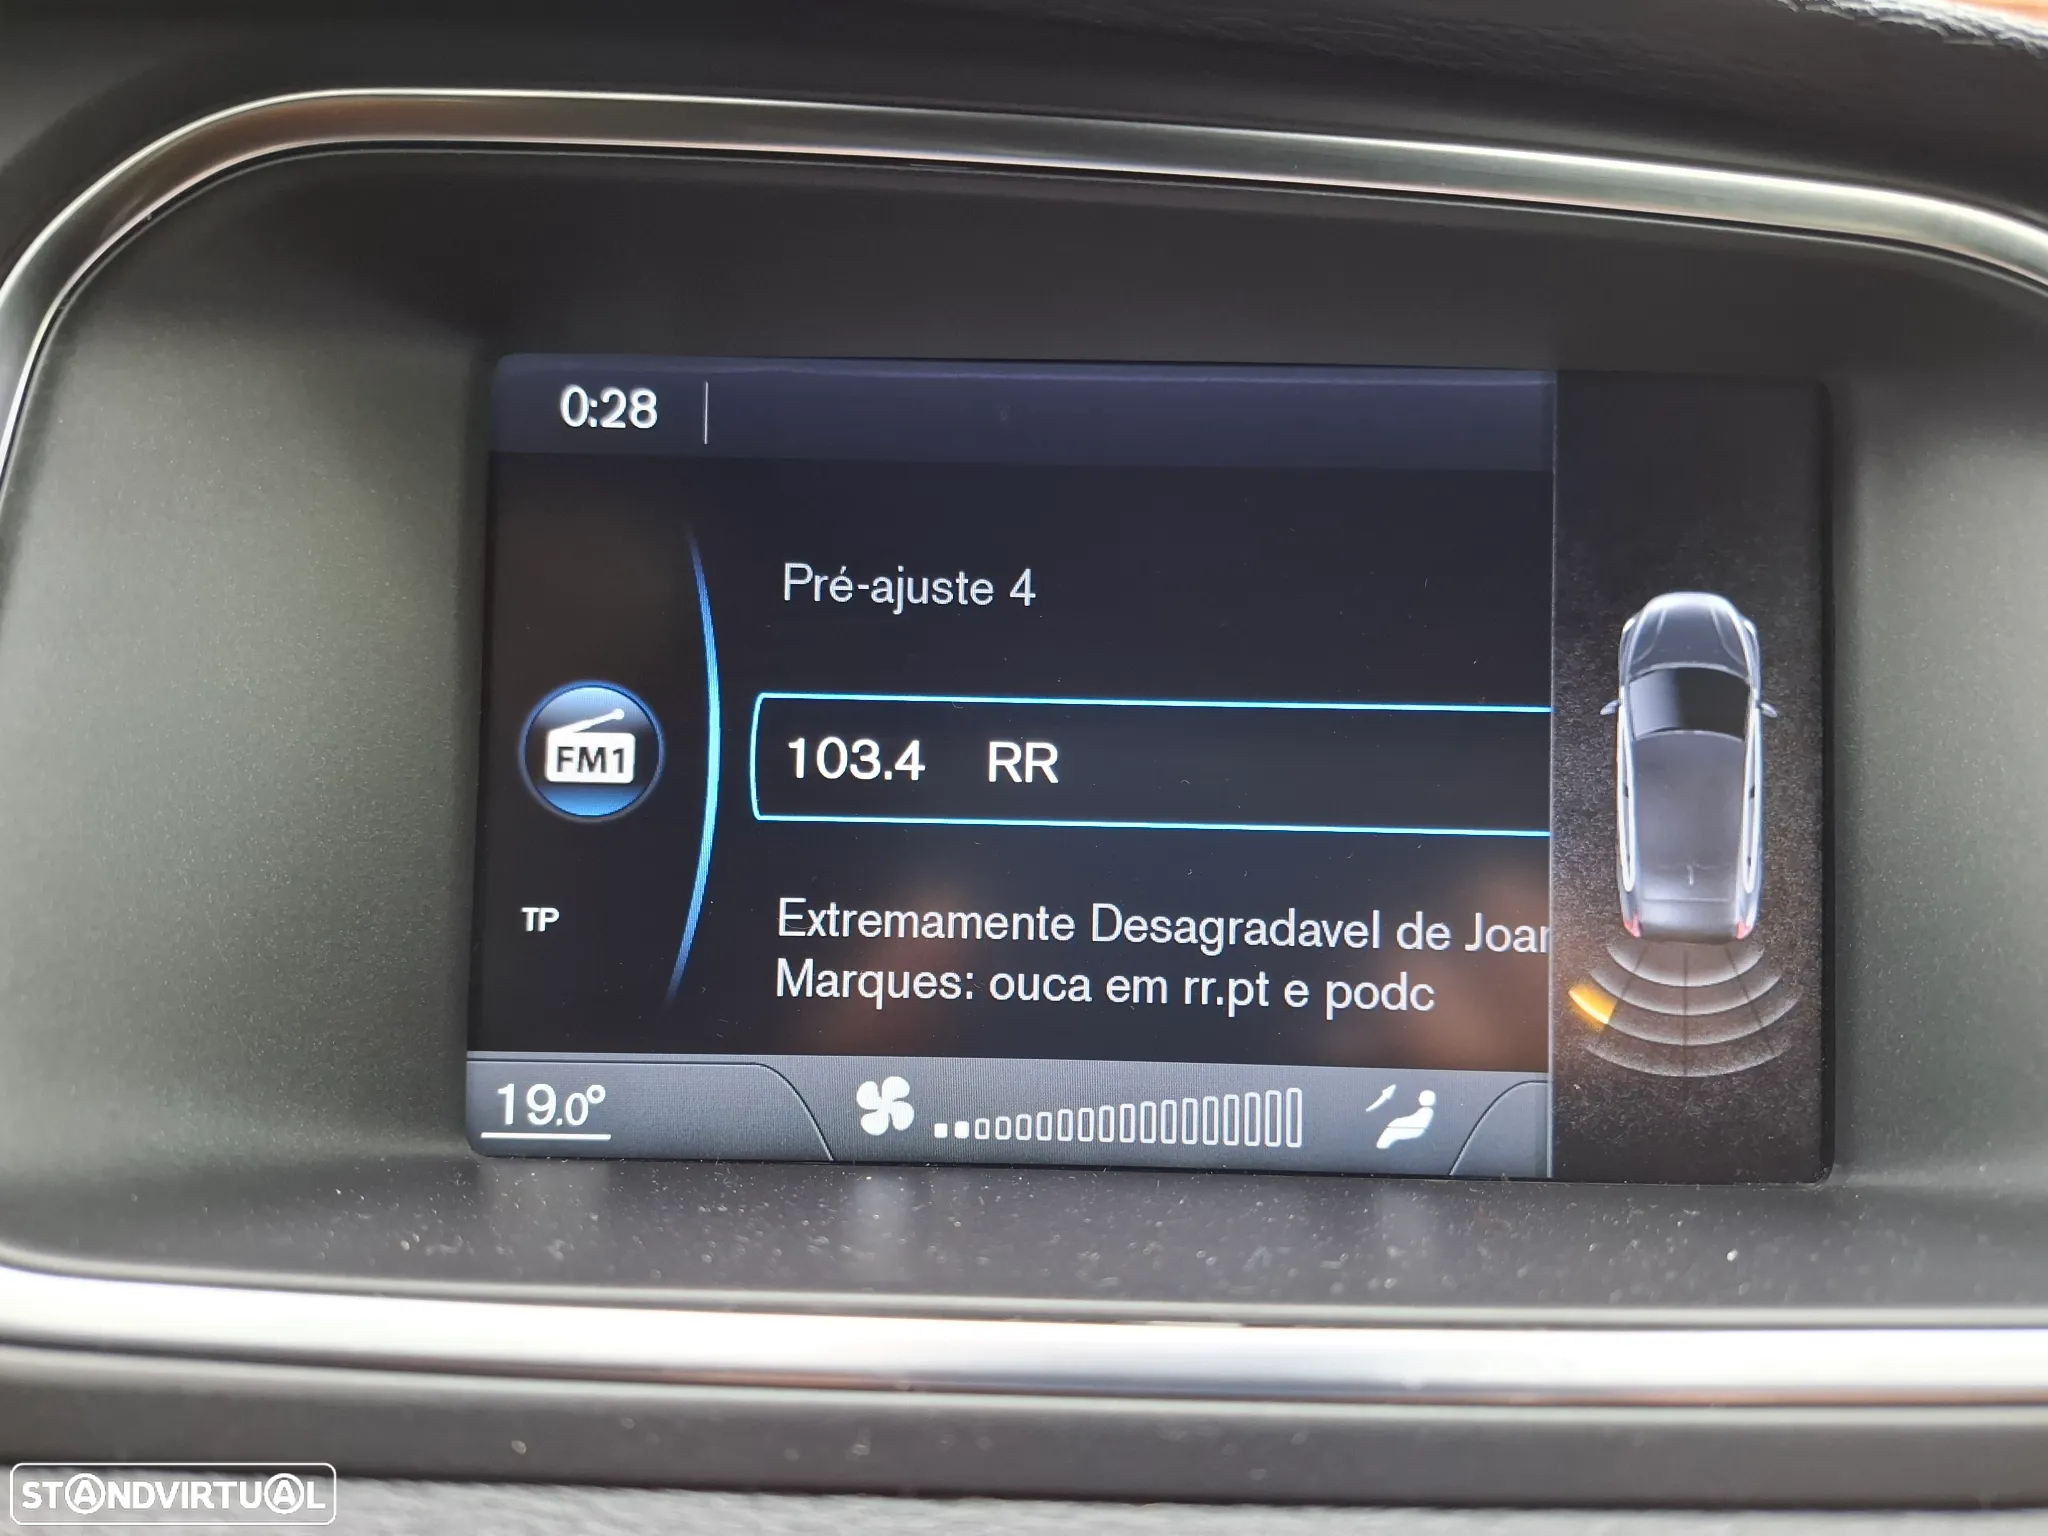 0:28
Pré-ajuste 4
FM1
103.4 RR
TP
Extremamente Desagradavel de Joar
Marques: ouca em rr.pt e podc
19.0°
STANDVIRTUAL